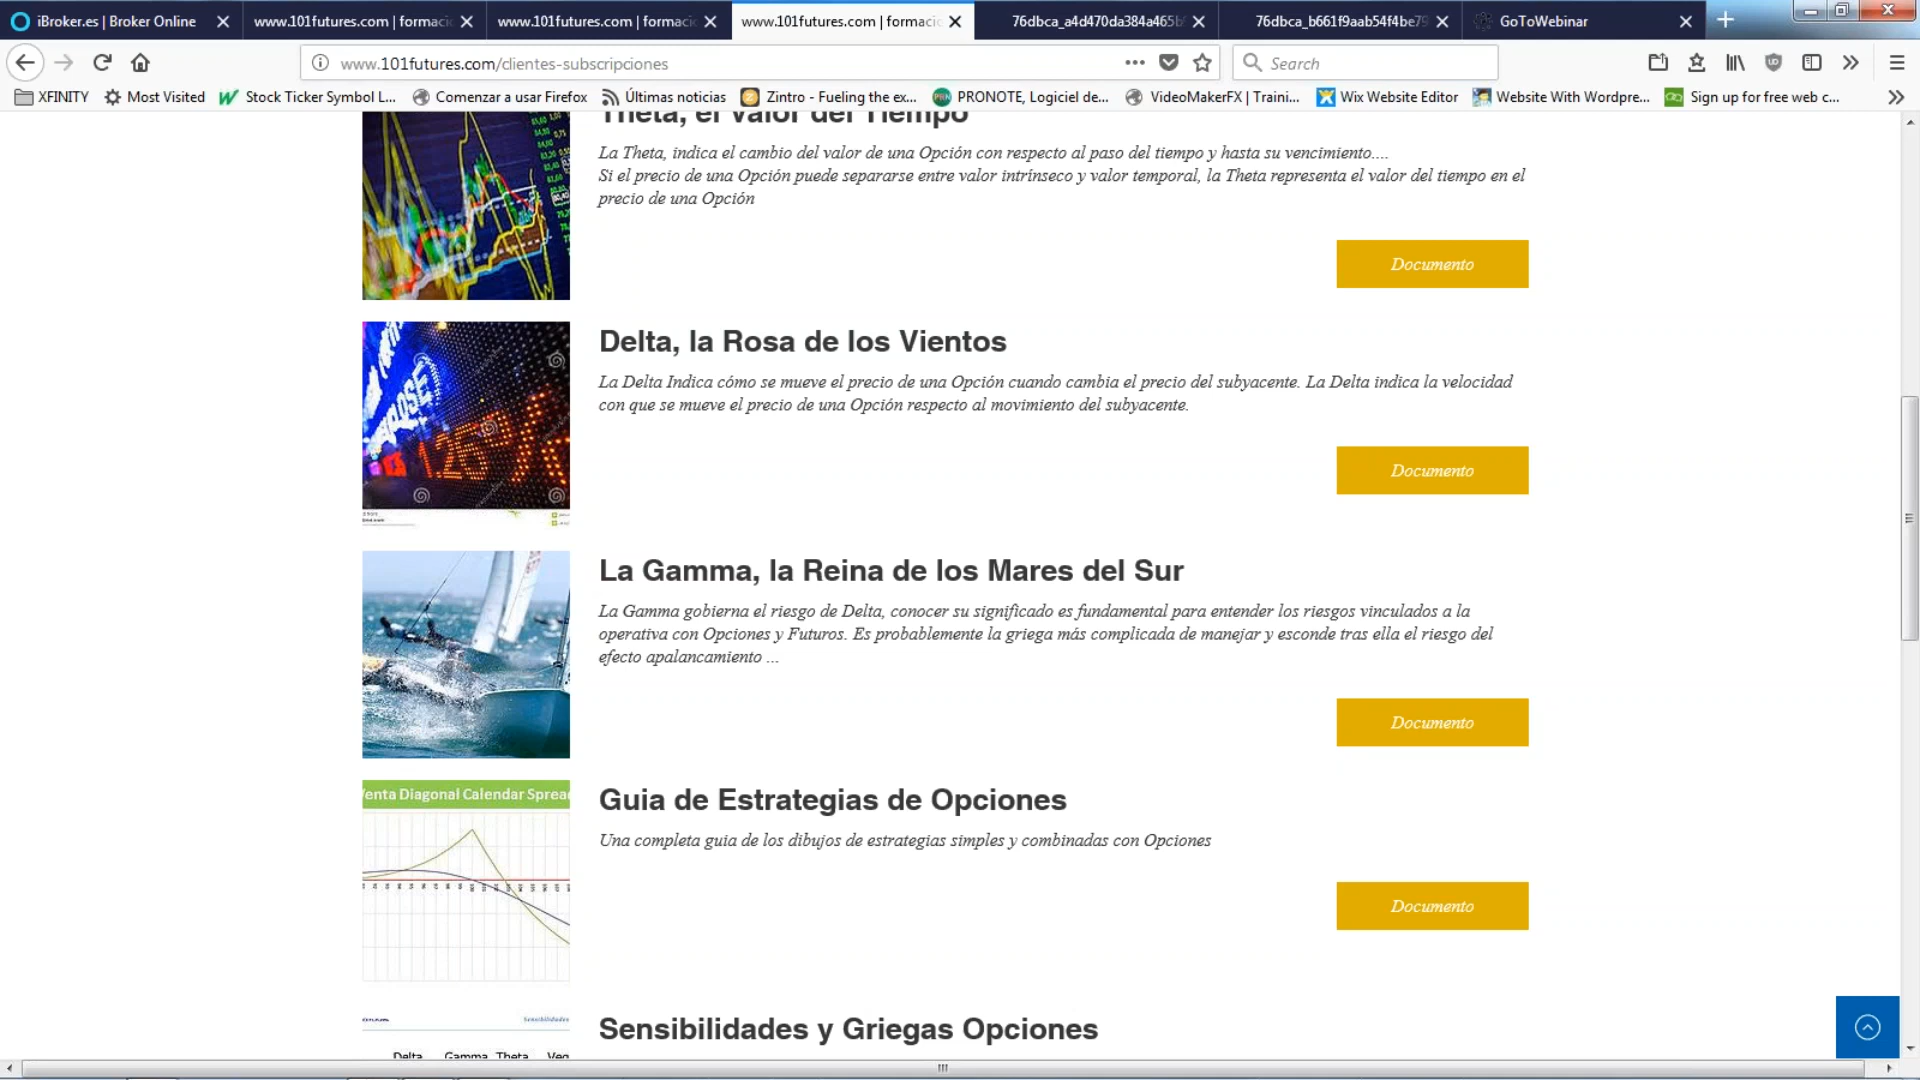 iBroker.es | Broker Online
www.101futures.com | formaci
www.101futures.com | formaci
www.101futures.com | formaci
76dbca_a4d470da384a465b
76dbca_b661f9aab54f4be79
GoToWebinar
www.101futures.com/clientes-subscripciones
Search
XFINITY
Most Visited
Stock Ticker Symbol L...
Comenzar a usar Firefox
Últimas noticias
Zintro - Fueling the ex...
PRONOTE, Logiciel de...
VideoMakerFX | Traini...
Wix Website Editor
Website With Wordpre...
Sign up for free web c...
Theta, el Valor del Tiempo
La Theta, indica el cambio del valor de una Opción con respecto al paso del tiempo y hasta su vencimiento....
Si el precio de una Opción puede separarse entre valor intrínseco y valor temporal, la Theta representa el valor del tiempo en el
precio de una Opción
Documento
Delta, la Rosa de los Vientos
La Delta Indica cómo se mueve el precio de una Opción cuando cambia el precio del subyacente. La Delta indica la velocidad
con que se mueve el precio de una Opción respecto al movimiento del subyacente.
Documento
La Gamma, la Reina de los Mares del Sur
La Gamma gobierna el riesgo de Delta, conocer su significado es fundamental para entender los riesgos vinculados a la
operativa con Opciones y Futuros. Es probablemente la griega más complicada de manejar y esconde tras ella el riesgo del
efecto apalancamiento ...
Documento
enta Diagonal Calendar Sprea
Guia de Estrategias de Opciones
Una completa guia de los dibujos de estrategias simples y combinadas con Opciones
Documento
Sensibilidades
Sensibilidades y Griegas Opciones
Delta Gamma Theta Veg